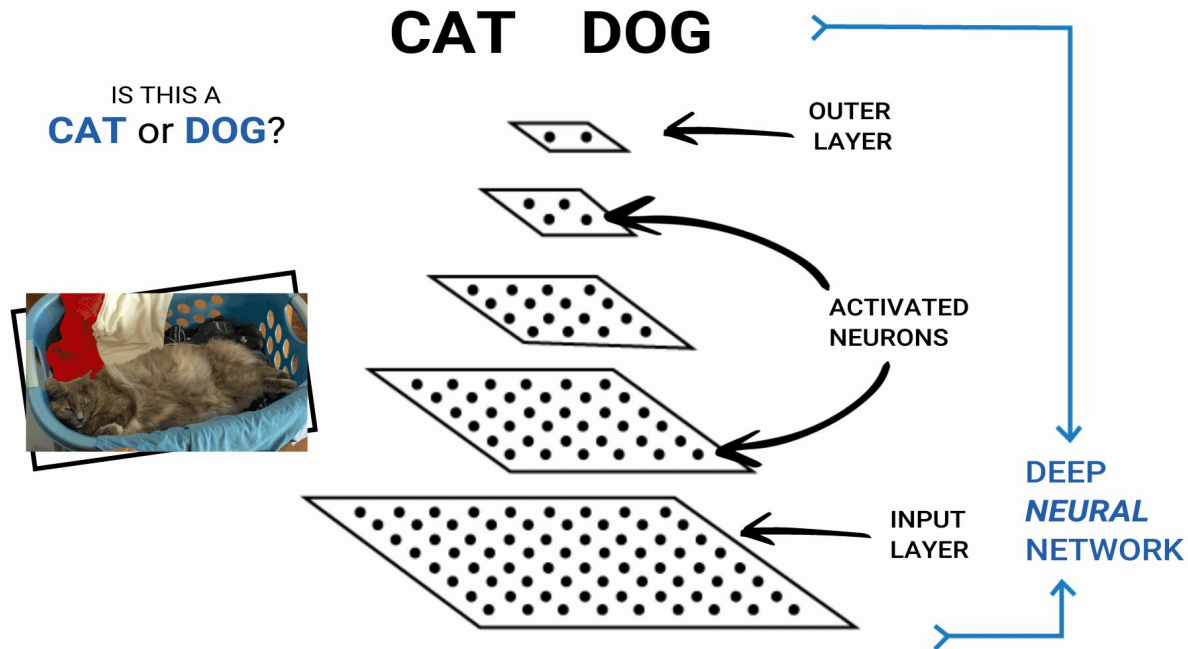 CAT DOG
IS THIS A
CAT or DOG?
OUTER
LAYER
ACTIVATED
NEURONS
INPUT
LAYER
DEEP
NEURAL
NETWORK